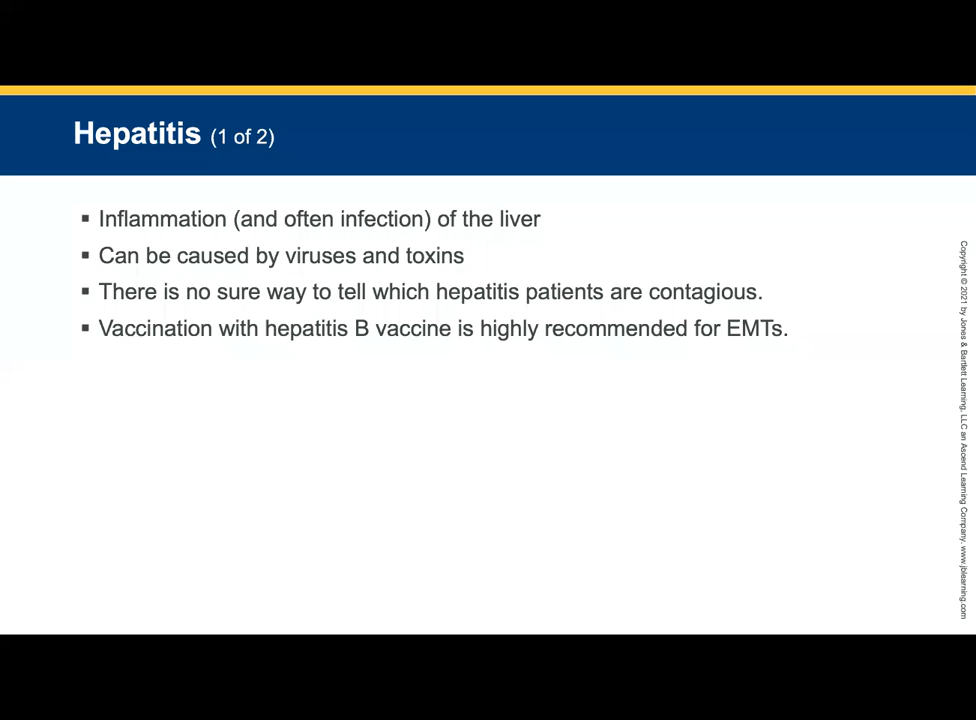 Hepatitis (1 of 2)
▪ Inflammation (and often infection) of the liver
▪ Can be caused by viruses and toxins
▪ There is no sure way to tell which hepatitis patients are contagious.
▪ Vaccination with hepatitis B vaccine is highly recommended for EMTs.
Copyright © 2021 by Jones & Bartlett Learning, LLC an Ascend Learning Company. www.jblearning.com